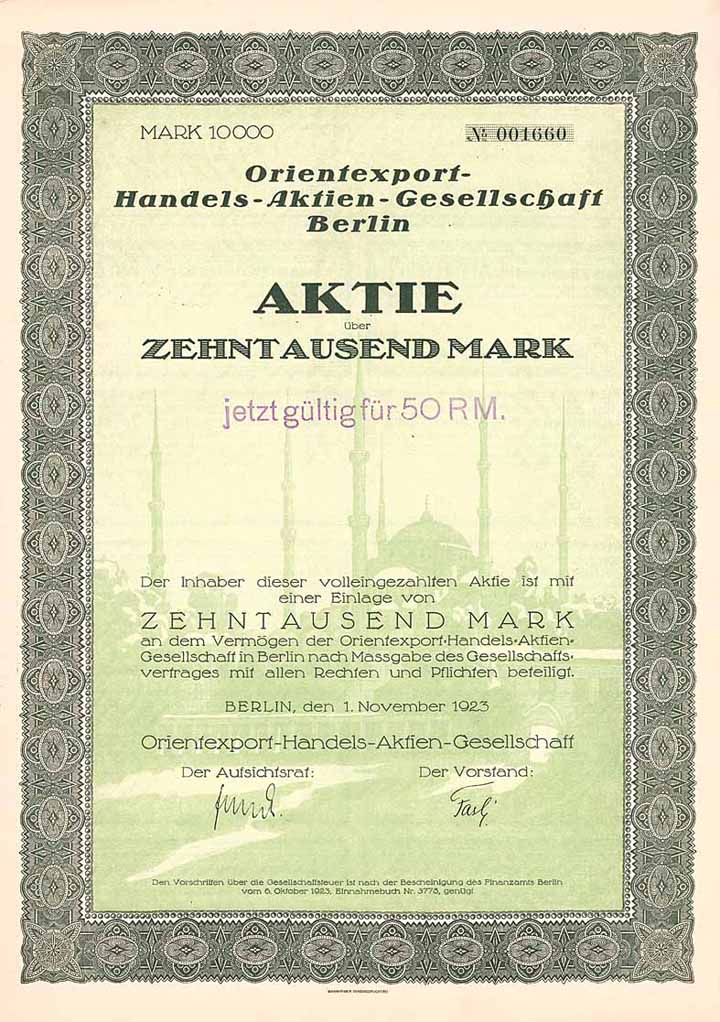 MARK 10000
№ 001660
Orientexport-
Handels-Aktien-Gesellschaft
Berlin
AKTIE
über
ZEHNTAUSEND MARK
jetzt gültig für 50 RM.
Der Inhaber dieser volleingezahlten Aktie ist mit
einer Einlage von
ZEHNTAUSEND MARK
an dem Vermögen der Orientexport-Handels-Aktien-
Gesellschaft in Berlin nach Massgabe des Gesellschafts-
vertrages mit allen Rechten und Pflichten beteiligt.
BERLIN, den 1. November 1923
Orientexport-Handels-Aktien-Gesellschaft
Der Aufsichtsrat: Der Vorstand:
Den Vorschriften über die Gesellschaftsteuer ist nach der Bescheinigung des Finanzamts Berlin
vom 6. Oktober 1923, Einnahmebuch Nr. 3775, genügt